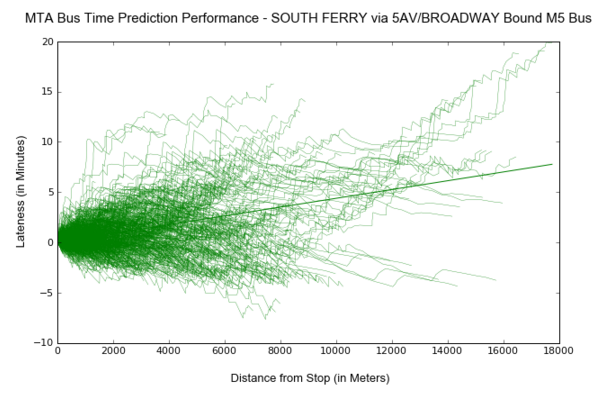 MTA Bus Time Prediction Performance - SOUTH FERRY via 5AV/BROADWAY Bound M5 Bus
20
15
10
5
0
−5
−10
Lateness (in Minutes)
0 2000 4000 6000 8000 10000 12000 14000 16000 18000
Distance from Stop (in Meters)